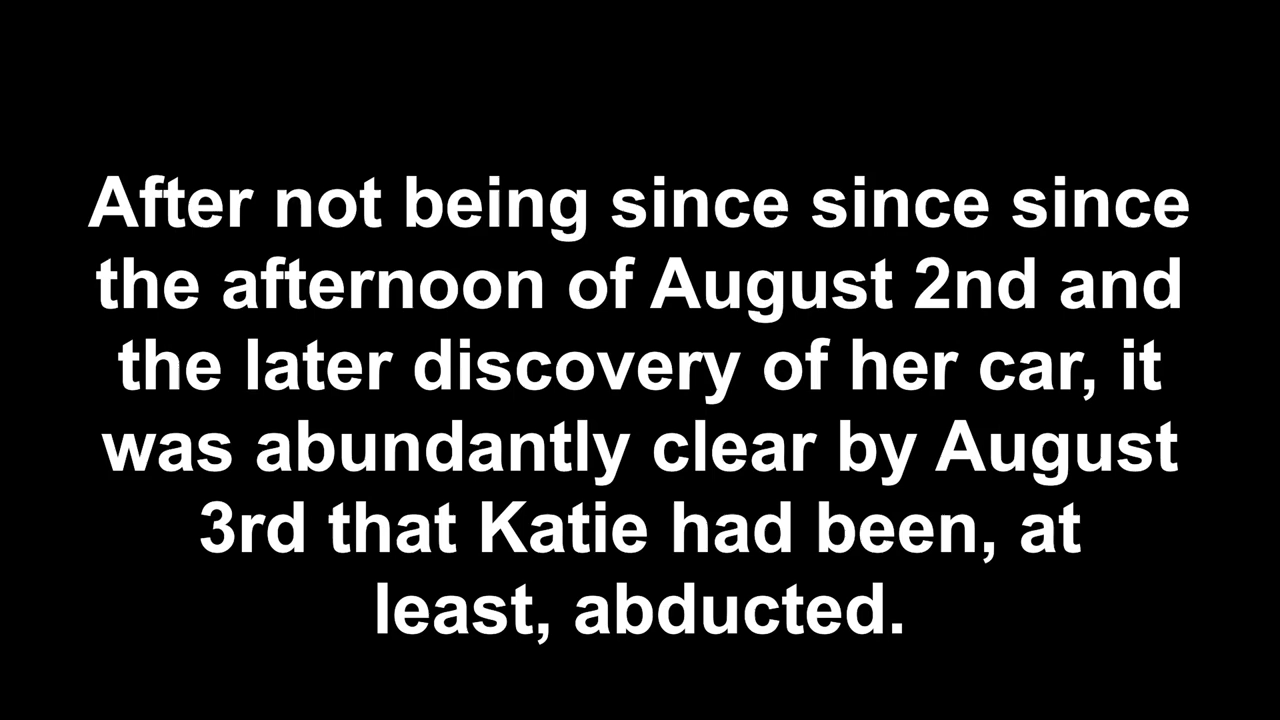 After not being since since since
the afternoon of August 2nd and
the later discovery of her car, it
was abundantly clear by August
3rd that Katie had been, at
least, abducted.